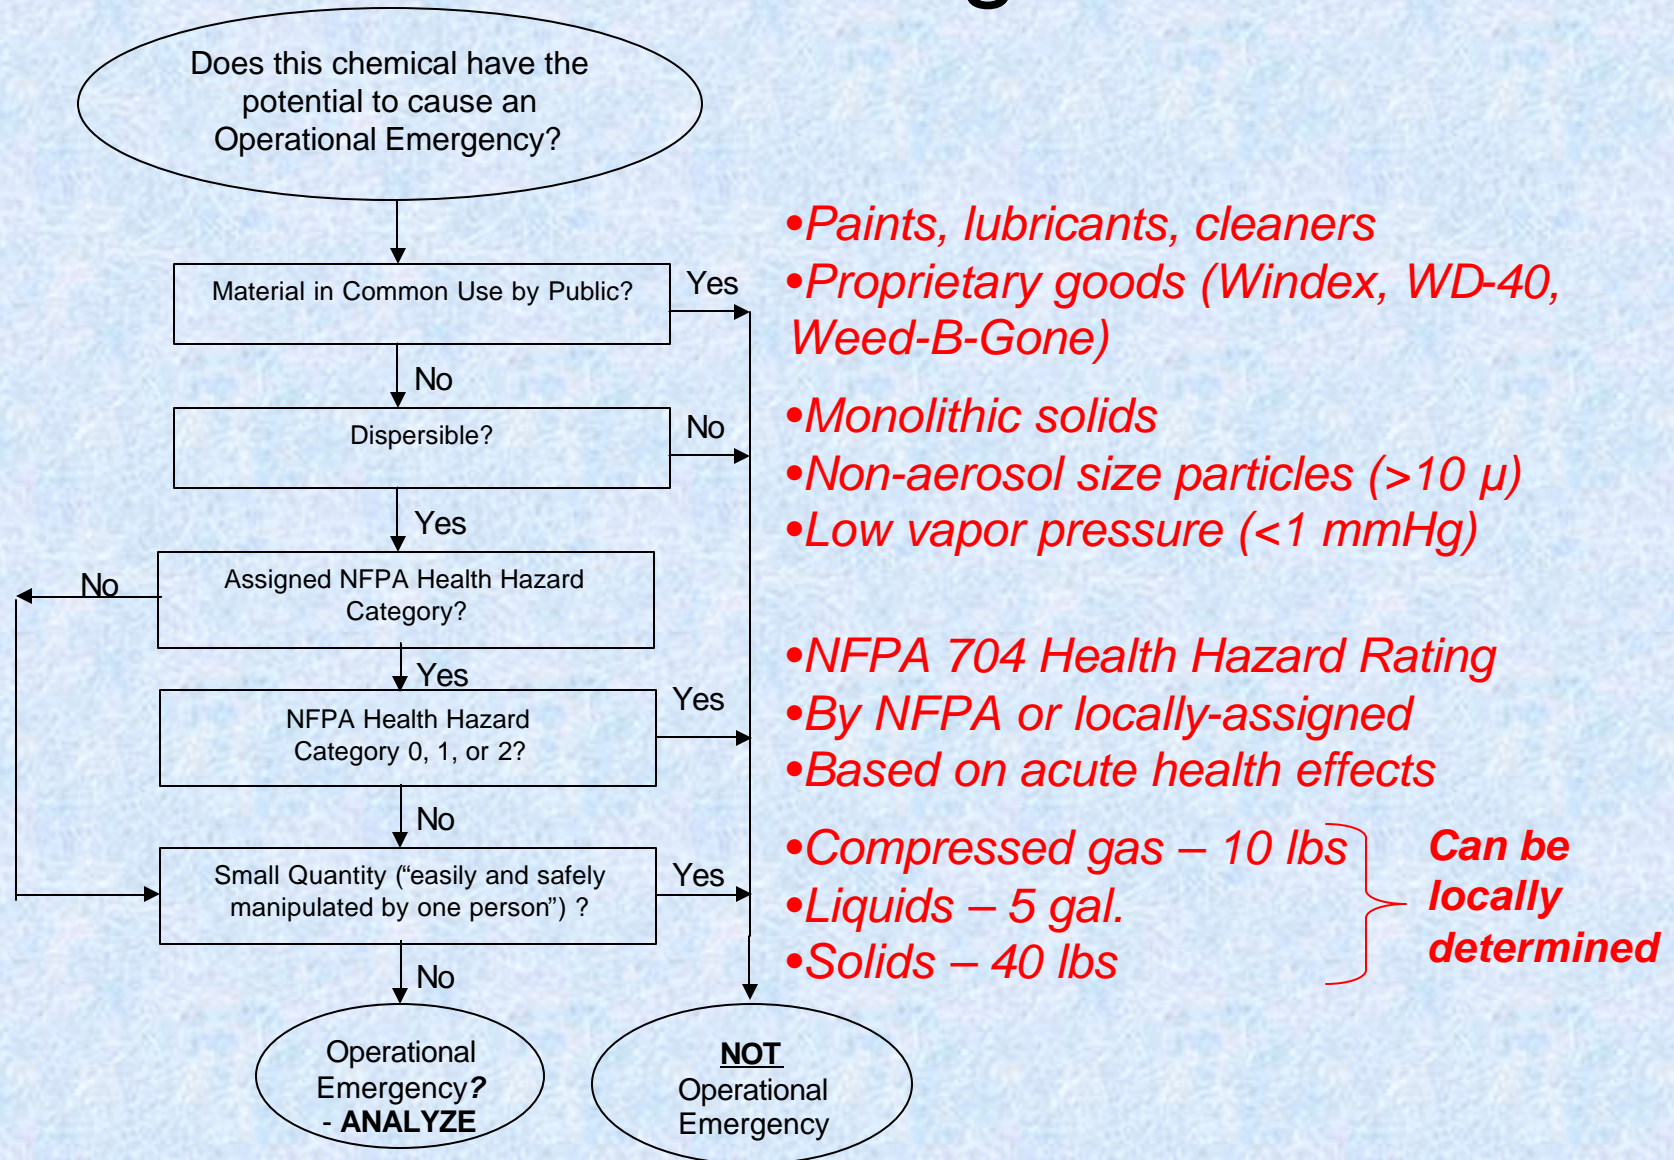 Does this chemical have the
potential to cause an
Operational Emergency?
Material in Common Use by Public?
Yes
No
Dispersible?
No
Yes
Assigned NFPA Health Hazard
Category?
No
Yes
NFPA Health Hazard
Category 0, 1, or 2?
Yes
No
Small Quantity (“easily and safely
manipulated by one person”) ?
Yes
No
Operational
Emergency?
- ANALYZE
NOT
Operational
Emergency
•Paints, lubricants, cleaners
•Proprietary goods (Windex, WD-40,
Weed-B-Gone)
•Monolithic solids
•Non-aerosol size particles (>10 μ)
•Low vapor pressure (<1 mmHg)
•NFPA 704 Health Hazard Rating
•By NFPA or locally-assigned
•Based on acute health effects
•Compressed gas – 10 lbs
•Liquids – 5 gal.
•Solids – 40 lbs
Can be
locally
determined